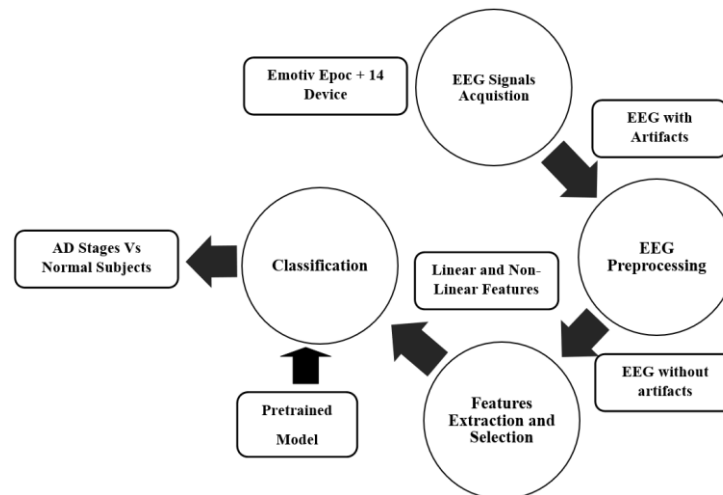 Emotiv Epoc + 14
Device
EEG Signals
Acquistion
EEG with
Artifacts
EEG
Preprocessing
EEG without
artifacts
Linear and Non-
Linear Features
Features
Extraction and
Selection
Classification
Pretrained
Model
AD Stages Vs
Normal Subjects